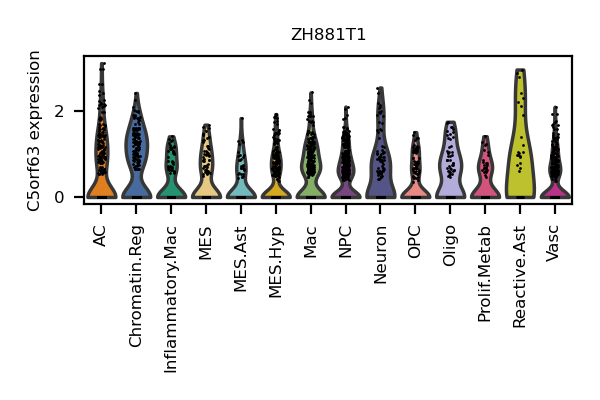 ZH881T1
C5orf63 expression
2
0
AC
Chromatin.Reg
Inflammatory.Mac
MES
MES.Ast
MES.Hyp
Mac
NPC
Neuron
OPC
Oligo
Prolif.Metab
Reactive.Ast
Vasc